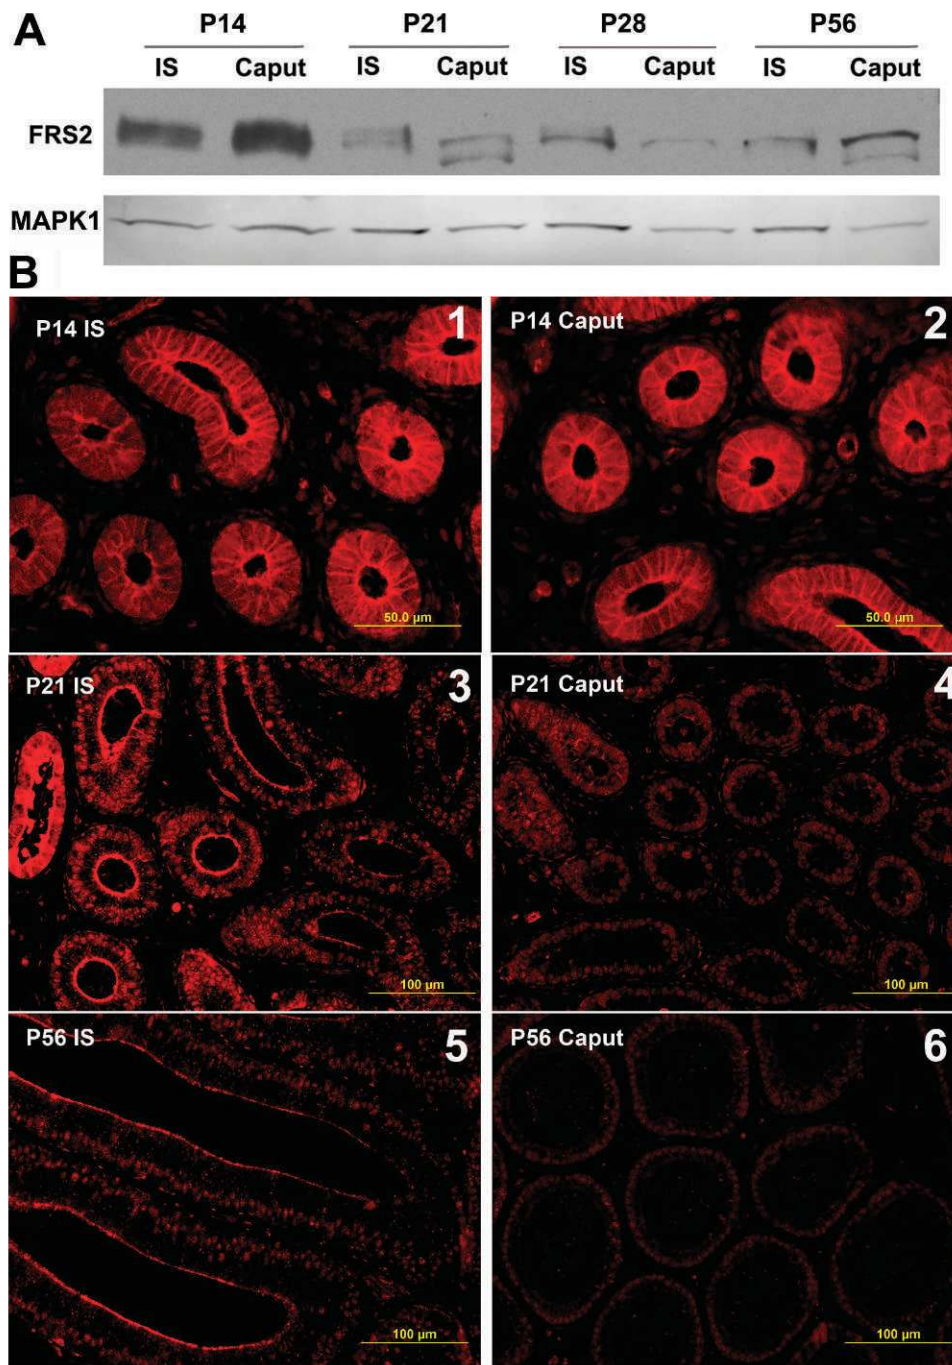 A
P14 P21 P28 P56
IS Caput IS Caput IS Caput IS Caput
FRS2
MAPK1
B
P14 IS 1
50.0 µm
P14 Caput 2
50.0 µm
P21 IS 3
100 µm
P21 Caput 4
100 µm
P56 IS 5
100 µm
P56 Caput 6
100 µm